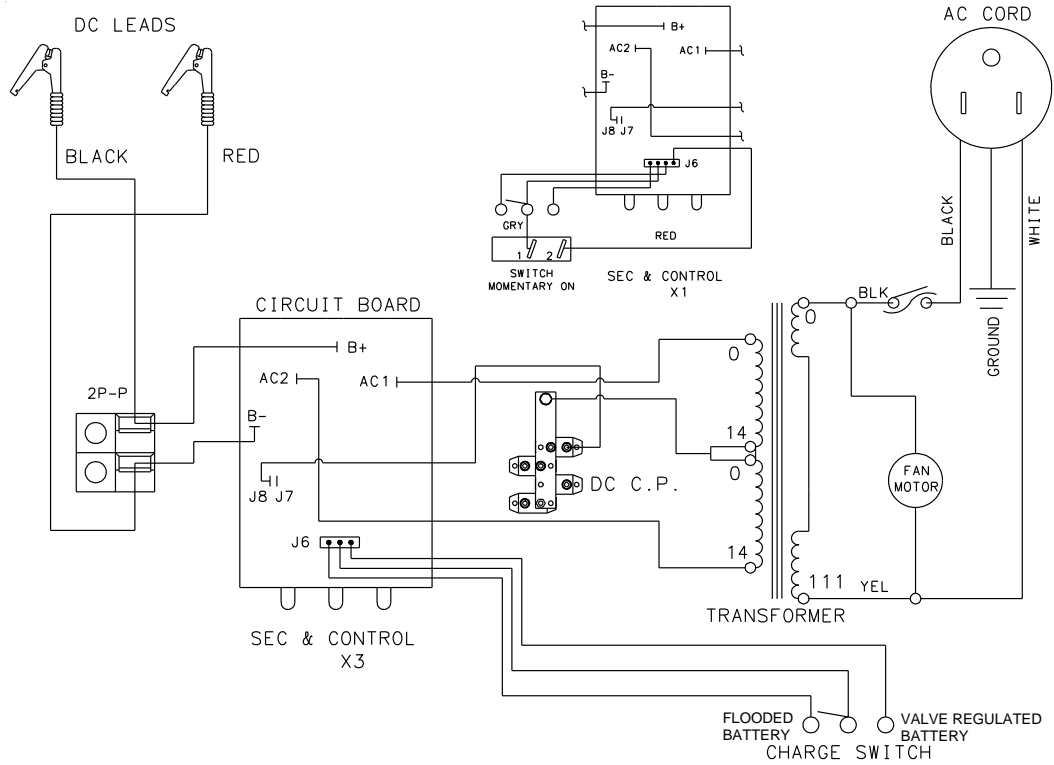 DC LEADS
AC CORD
B+
AC2
AC1
B-
J8 J7
J6
BLACK
RED
GRY
RED
1
2
SWITCH
MOMENTARY ON
SEC & CONTROL
X1
BLACK
WHITE
GROUND
CIRCUIT BOARD
BLK
0
0
B+
AC2
AC1
2P-P
B-
14
0
DC C.P.
FAN
MOTOR
J8 J7
J6
14
111
YEL
TRANSFORMER
SEC & CONTROL
X3
FLOODED
BATTERY
VALVE REGULATED
BATTERY
CHARGE SWITCH